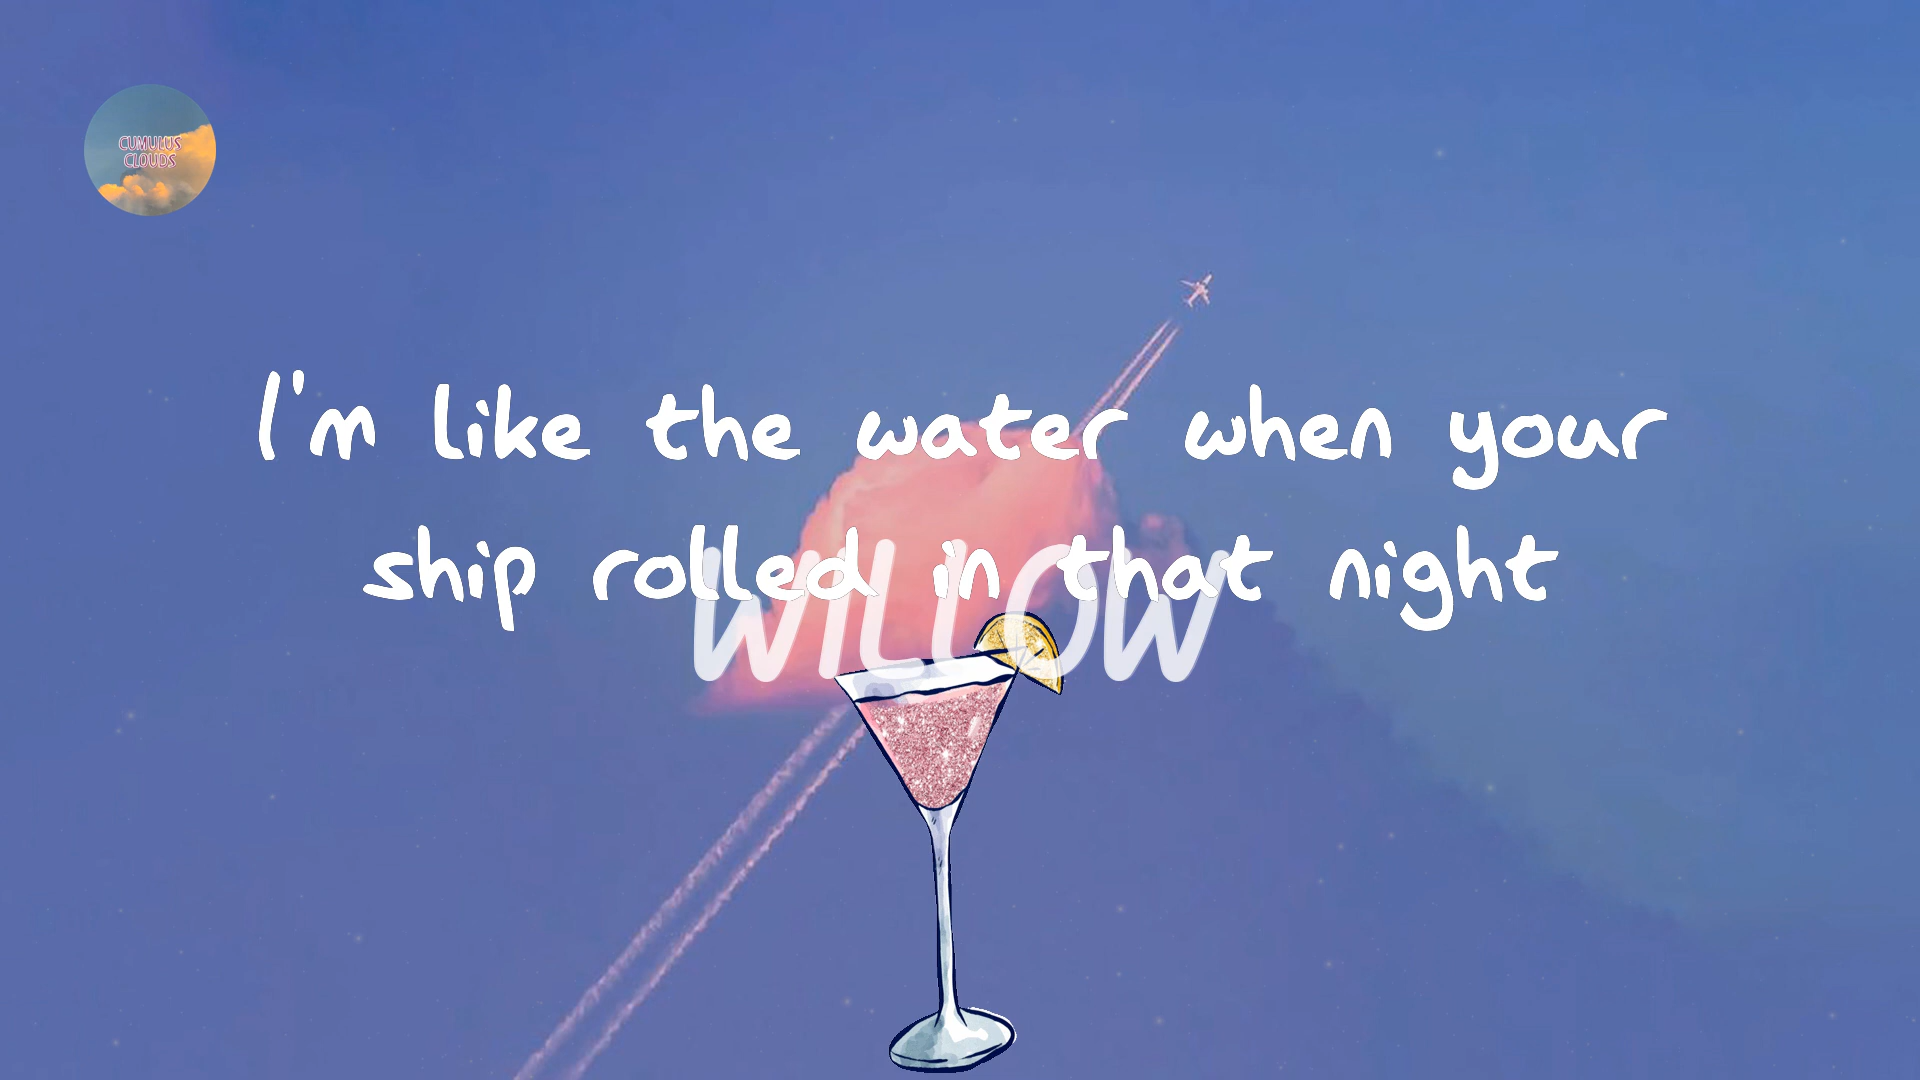 CUMULUS
CLOUDS
I'm like the water when your
ship rolled in that night
WILLOW